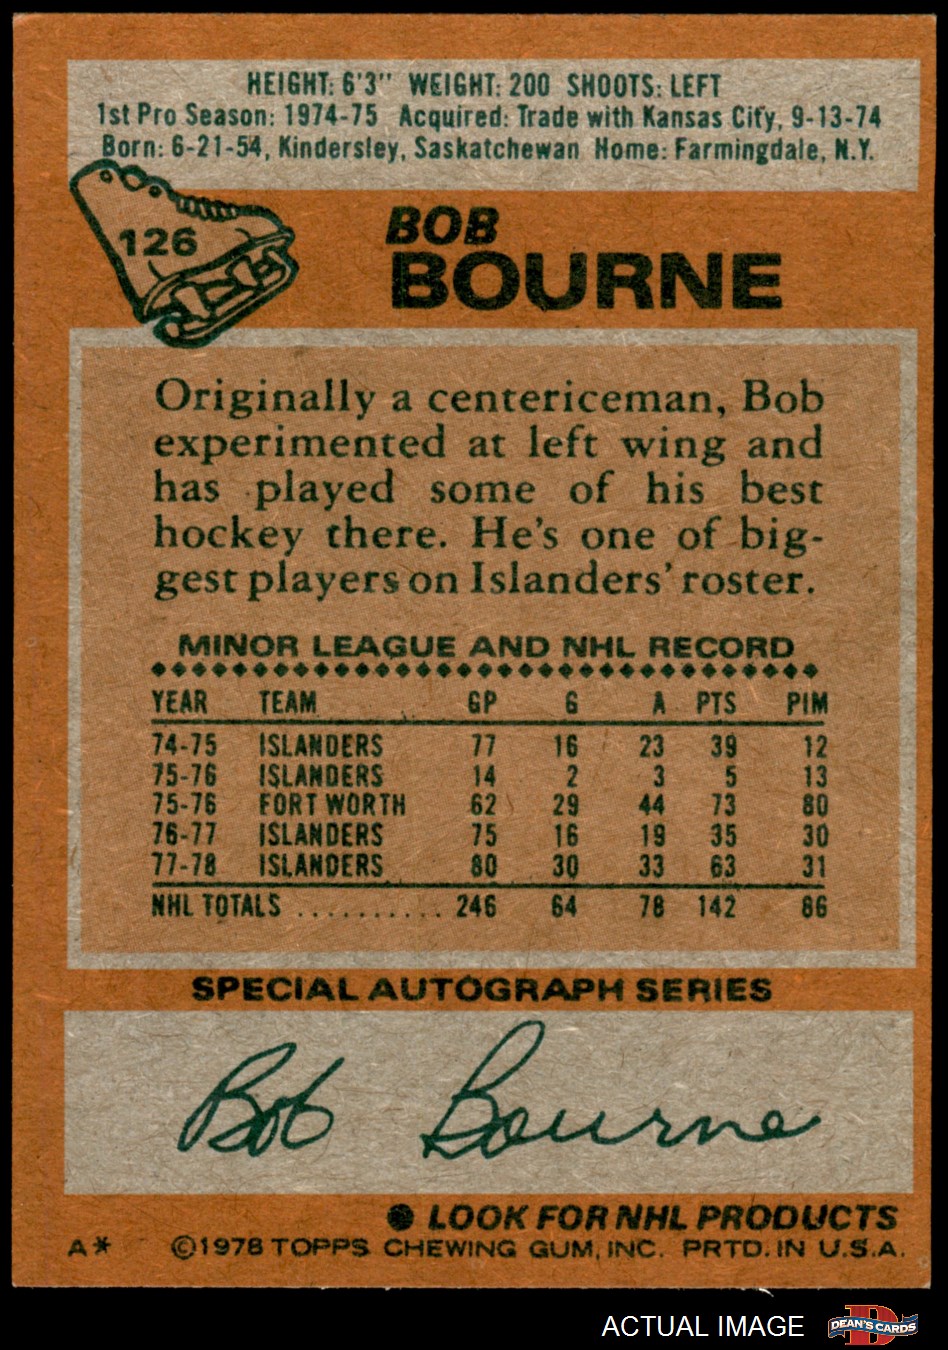 HEIGHT: 6'3" WEIGHT: 200 SHOOTS: LEFT
1st Pro Season: 1974-75 Acquired: Trade with Kansas City, 9-13-74
Born: 6-21-54, Kindersley, Saskatchewan Home: Farmingdale, N.Y.
126
BOB
BOURNE
Originally a centericeman, Bob
experimented at left wing and
has played some of his best
hockey there. He's one of big-
gest players on Islanders' roster.
MINOR LEAGUE AND NHL RECORD
YEAR TEAM GP G A PTS PIM
74-75 ISLANDERS 77 16 23 39 12
75-76 ISLANDERS 14 2 3 5 13
75-76 FORT WORTH 62 29 44 73 80
76-77 ISLANDERS 75 16 19 35 30
77-78 ISLANDERS 80 30 33 63 31
NHL TOTALS .......... 246 64 78 142 86
SPECIAL AUTOGRAPH SERIES
Bob Bourne
LOOK FOR NHL PRODUCTS
A* ©1978 TOPPS CHEWING GUM, INC. PRTD. IN U.S.A.
ACTUAL IMAGE
DEAN'S CARDS